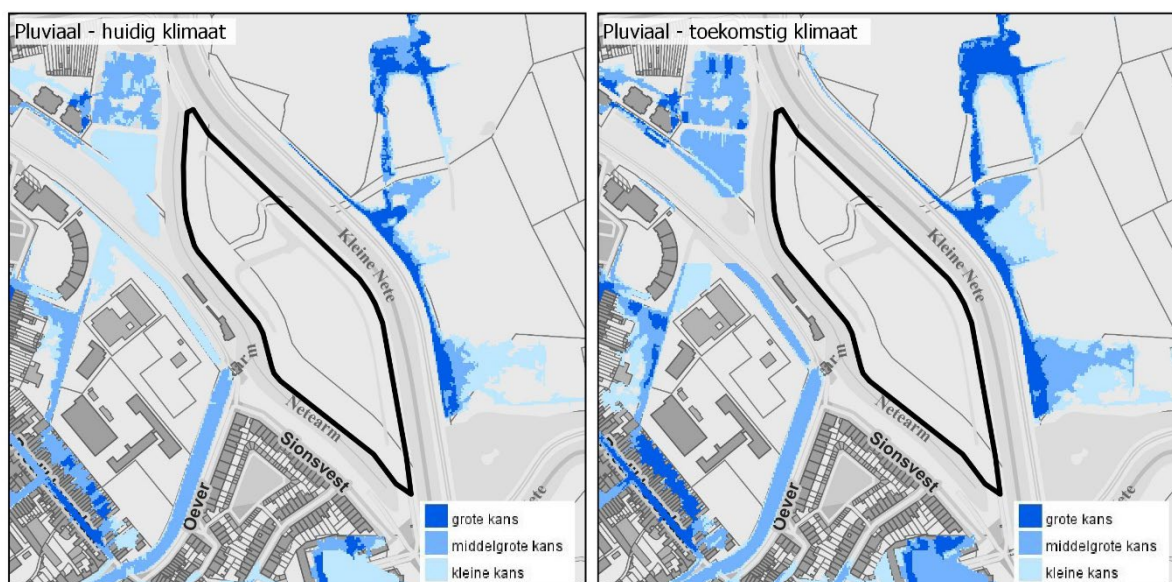 Pluviaal - huidig klimaat
Kleine Nete
Netearm
Sionsvest
Oever
grote kans
middelgrote kans
kleine kans
Pluviaal - toekomstig klimaat
Kleine Nete
Netearm
Sionsvest
Oever
Nete
grote kans
middelgrote kans
kleine kans